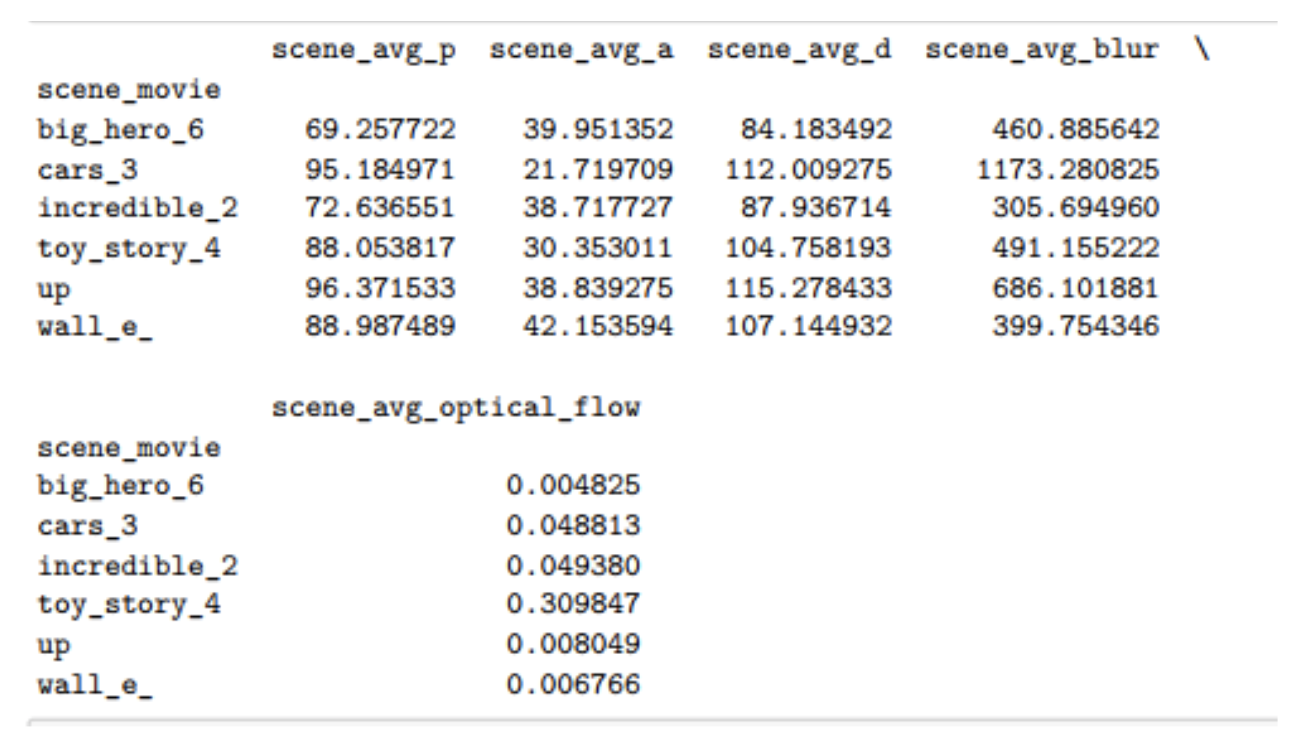 scene_avg_p scene_avg_a scene_avg_d scene_avg_blur \
scene_movie
big_hero_6 69.257722 39.951352 84.183492 460.885642
cars_3 95.184971 21.719709 112.009275 1173.280825
incredible_2 72.636551 38.717727 87.936714 305.694960
toy_story_4 88.053817 30.353011 104.758193 491.155222
up 96.371533 38.839275 115.278433 686.101881
wall_e_ 88.987489 42.153594 107.144932 399.754346
scene_avg_optical_flow
scene_movie
big_hero_6 0.004825
cars_3 0.048813
incredible_2 0.049380
toy_story_4 0.309847
up 0.008049
wall_e_ 0.006766